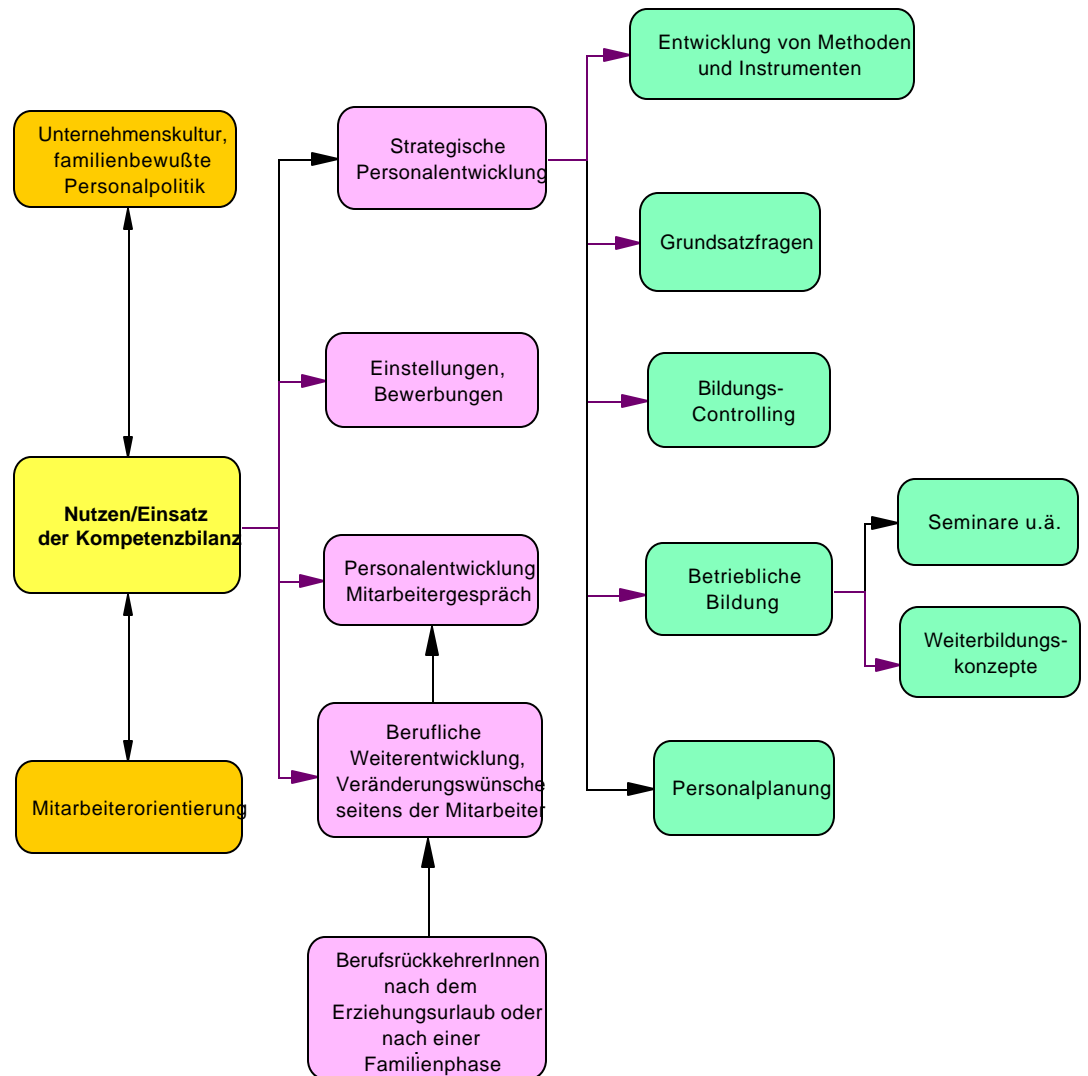 Unternehmenskultur,
familienbewußte
Personalpolitik
Nutzen/Einsatz
der Kompetenzbilanz
Mitarbeiterorientierung
Strategische
Personalentwicklung
Einstellungen,
Bewerbungen
Personalentwicklung
Mitarbeitergespräch
Berufliche
Weiterentwicklung,
Veränderungswünsche
seitens der Mitarbeiter
BerufsrückkehrerInnen
nach dem
Erziehungsurlaub oder
nach einer
Familienphase
Entwicklung von Methoden
und Instrumenten
Grundsatzfragen
Bildungs-
Controlling
Betriebliche
Bildung
Personalplanung
Seminare u.ä.
Weiterbildungs-
konzepte